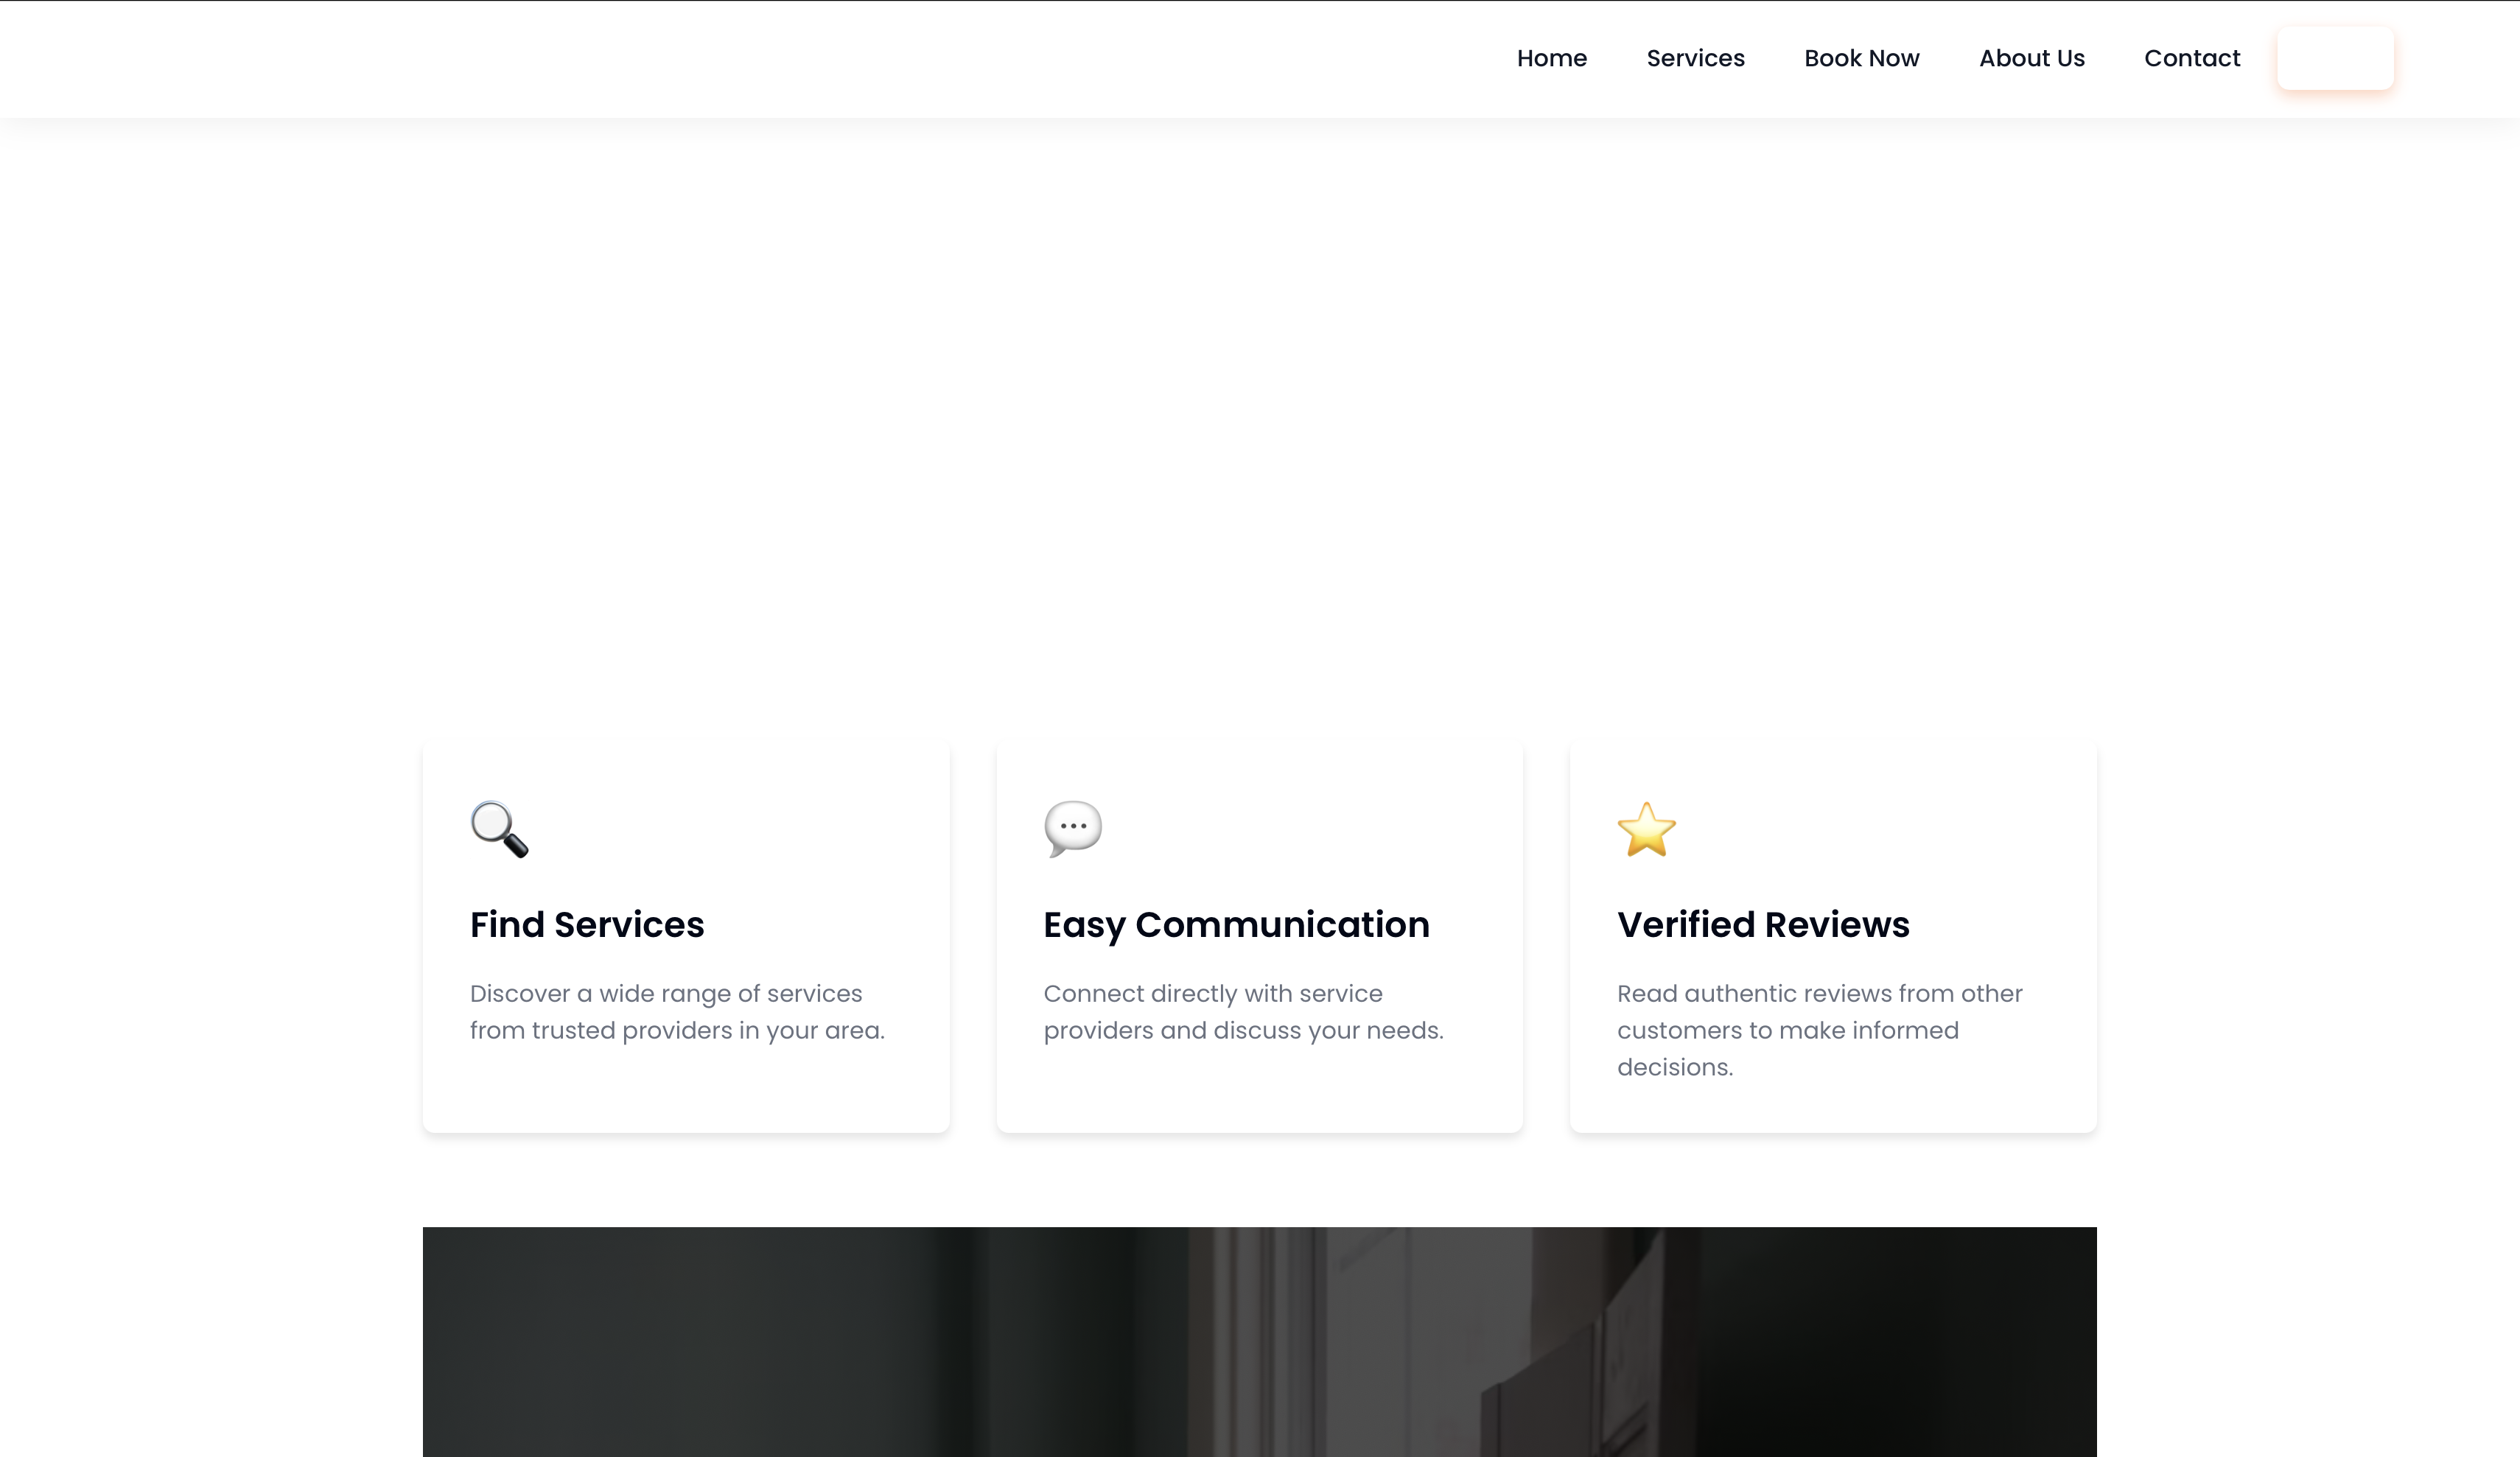 Home Services Book Now About Us Contact
Find Services
Discover a wide range of services
from trusted providers in your area.
Easy Communication
Connect directly with service
providers and discuss your needs.
Verified Reviews
Read authentic reviews from other
customers to make informed
decisions.